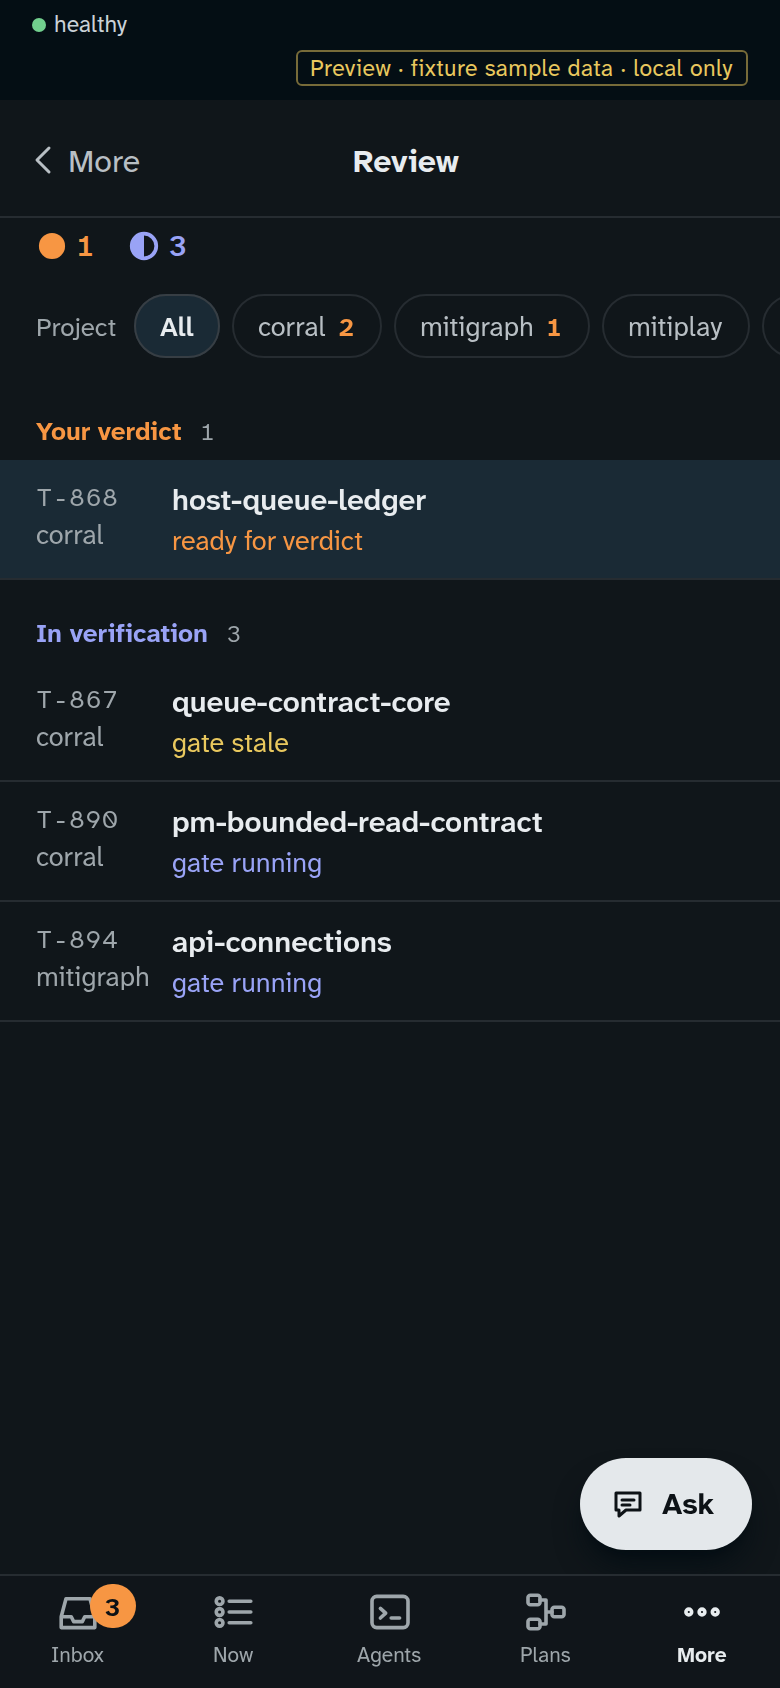 healthy
Preview · fixture sample data · local only
More Review
1 3
Project All corral 2 mitigraph 1 mitiplay
Your verdict 1
T-868 host-queue-ledger
corral ready for verdict
In verification 3
T-867 queue-contract-core
corral gate stale
T-890 pm-bounded-read-contract
corral gate running
T-894 api-connections
mitigraph gate running
Ask
3
Inbox Now Agents Plans More